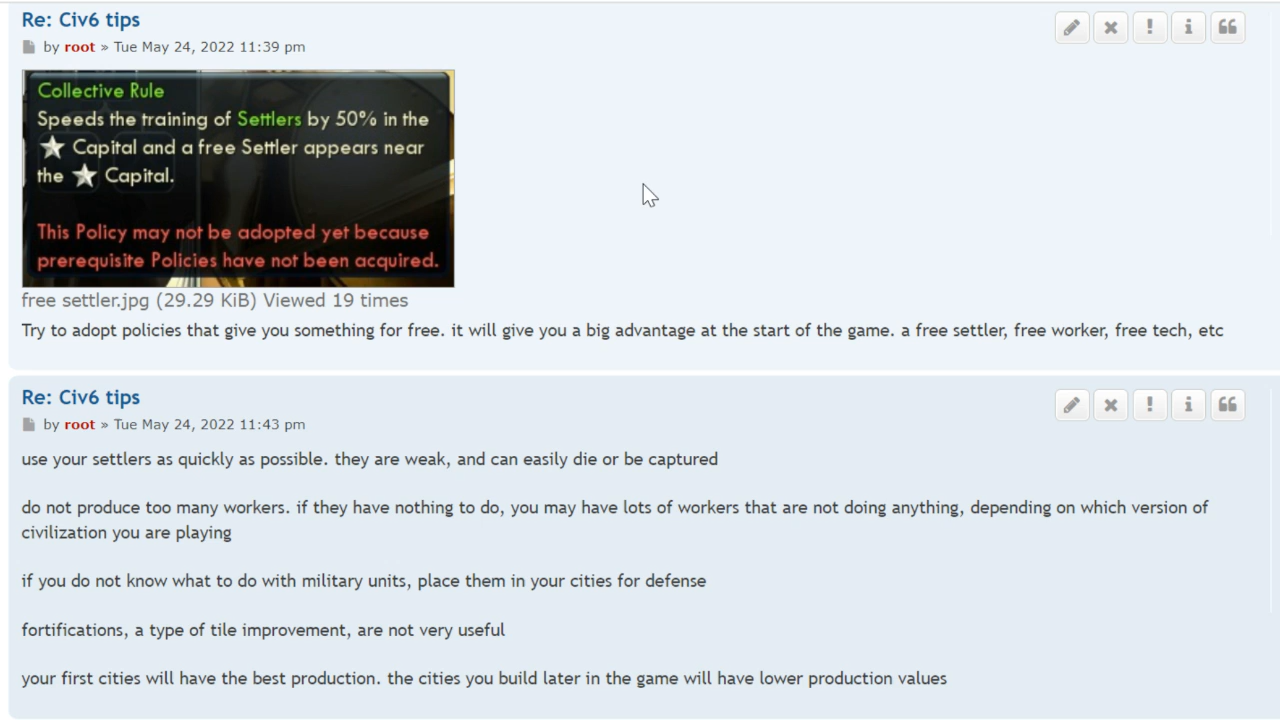 Re: Civ6 tips
by root » Tue May 24, 2022 11:39 pm
Collective Rule
Speeds the training of Settlers by 50% in the
Capital and a free Settler appears near
the Capital.
This Policy may not be adopted yet because
prerequisite Policies have not been acquired.
free settler.jpg (29.29 KiB) Viewed 19 times
Try to adopt policies that give you something for free. it will give you a big advantage at the start of the game. a free settler, free worker, free tech, etc
Re: Civ6 tips
by root » Tue May 24, 2022 11:43 pm
use your settlers as quickly as possible. they are weak, and can easily die or be captured
do not produce too many workers. if they have nothing to do, you may have lots of workers that are not doing anything, depending on which version of
civilization you are playing
if you do not know what to do with military units, place them in your cities for defense
fortifications, a type of tile improvement, are not very useful
your first cities will have the best production. the cities you build later in the game will have lower production values